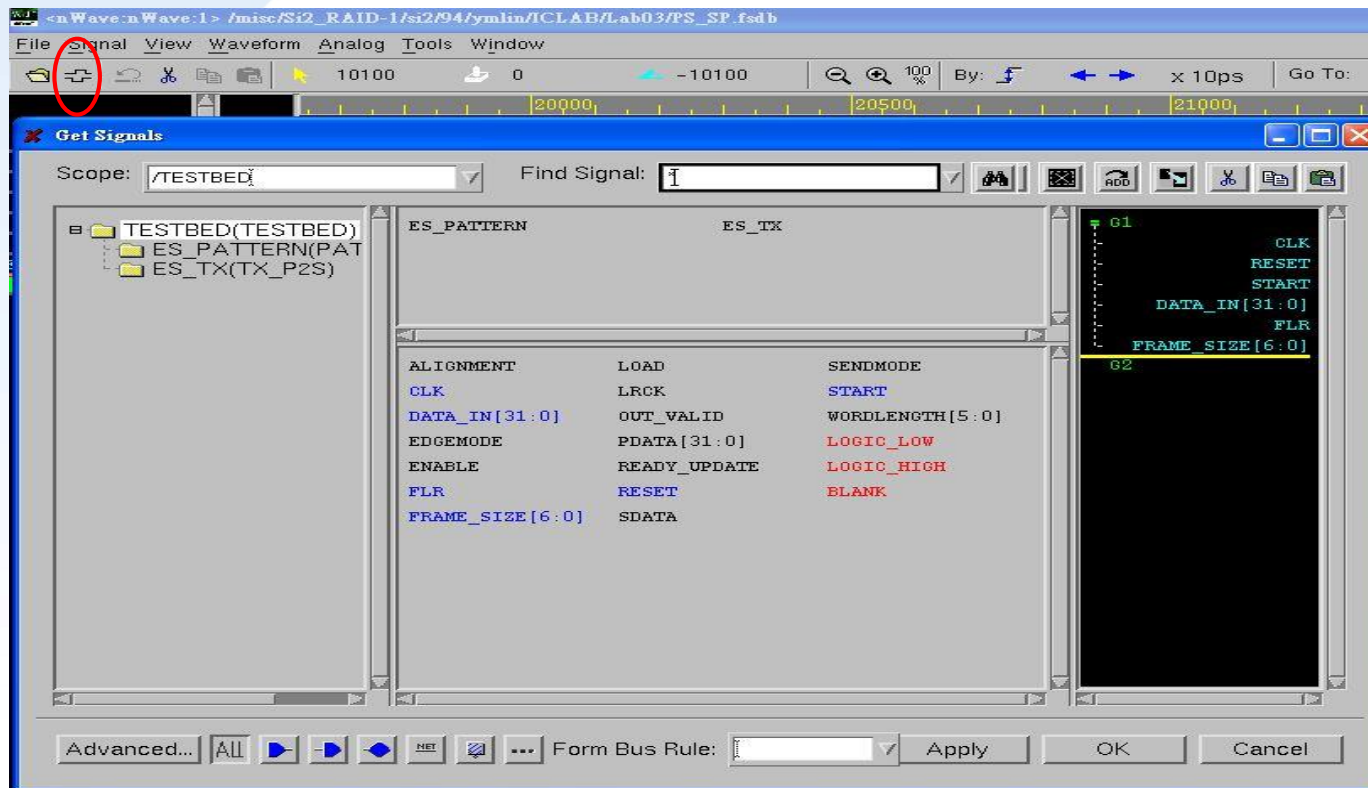 <nWave:nWave:1> /misc/Si2_RAID-1/si2/94/ymlin/ICLAB/Lab03/PS_SP.fsdb
File Signal View Waveform Analog Tools Window
10100 0 -10100 100% By: x 10ps Go To:
20000 20500 21000
Get Signals
Scope: /TESTBED Find Signal: ADD
TESTBED(TESTBED)
ES_PATTERN(PAT
ES_TX(TX_P2S)
ES_PATTERN ES_TX
ALIGNMENT LOAD SENDMODE
CLK LRCK START
DATA_IN[31:0] OUT_VALID WORDLENGTH[5:0]
EDGEMODE PDATA[31:0] LOGIC_LOW
ENABLE READY_UPDATE LOGIC_HIGH
FLR RESET BLANK
FRAME_SIZE[6:0] SDATA
G1
CLK
RESET
START
DATA_IN[31:0]
FLR
FRAME_SIZE[6:0]
G2
Advanced... All NET ... Form Bus Rule: Apply OK Cancel